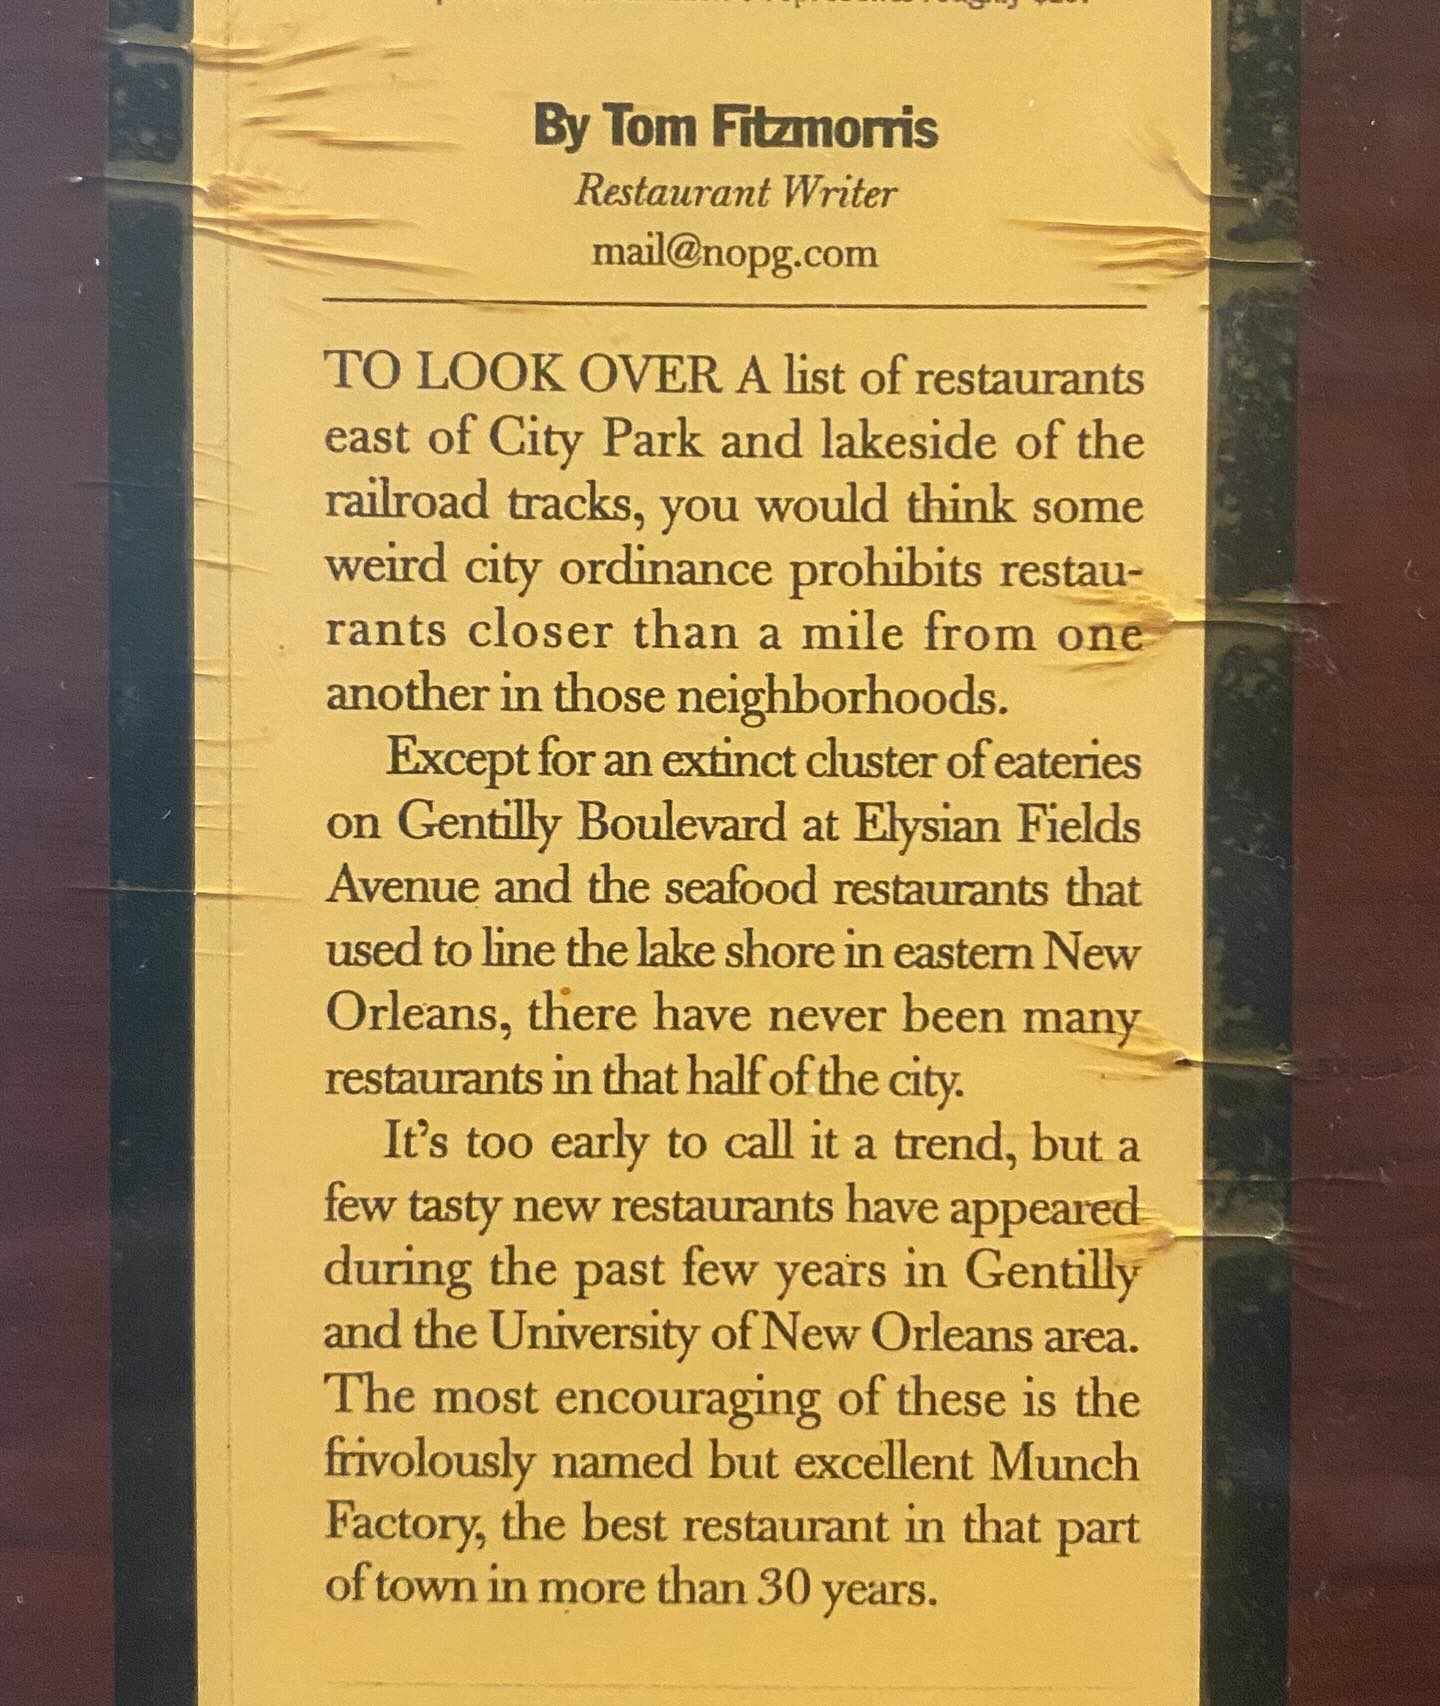 By Tom Fitzmorris
Restaurant Writer
mail@nopg.com
TO LOOK OVER A list of restaurants
east of City Park and lakeside of the
railroad tracks, you would think some
weird city ordinance prohibits restau-
rants closer than a mile from one
another in those neighborhoods.
Except for an extinct cluster of eateries
on Gentilly Boulevard at Elysian Fields
Avenue and the seafood restaurants that
used to line the lake shore in eastern New
Orleans, there have never been many
restaurants in that half of the city.
It's too early to call it a trend, but a
few tasty new restaurants have appeared
during the past few years in Gentilly
and the University of New Orleans area.
The most encouraging of these is the
frivolously named but excellent Munch
Factory, the best restaurant in that part
of town in more than 30 years.